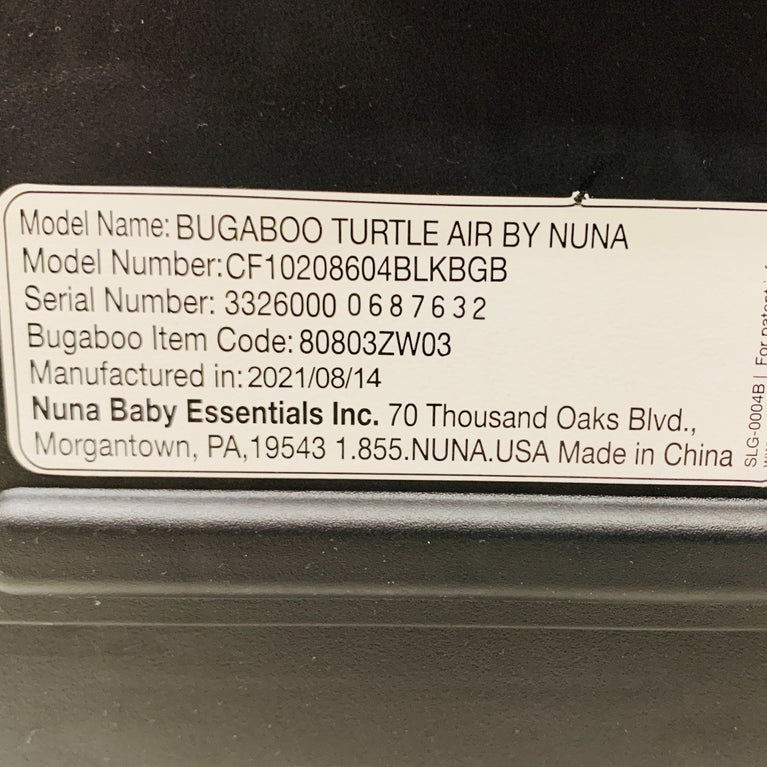 Model Name: BUGABOO TURTLE AIR BY NUNA
Model Number:CF10208604BLKBGB
Serial Number: 3326000 0687632
Bugaboo Item Code: 80803ZW03
Manufactured in: 2021/08/14
Nuna Baby Essentials Inc. 70 Thousand Oaks Blvd.,
Morgantown, PA,19543 1.855.NUNA.USA Made in China
SLG-0004B | For patent